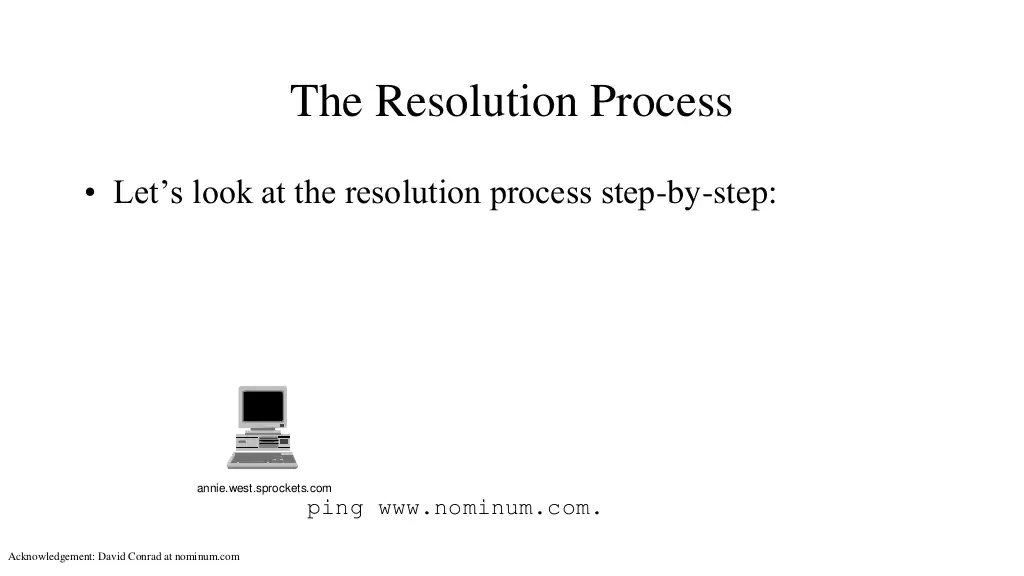 The Resolution Process
• Let’s look at the resolution process step-by-step:
annie.west.sprockets.com
ping www.nominum.com.
Acknowledgement: David Conrad at nominum.com